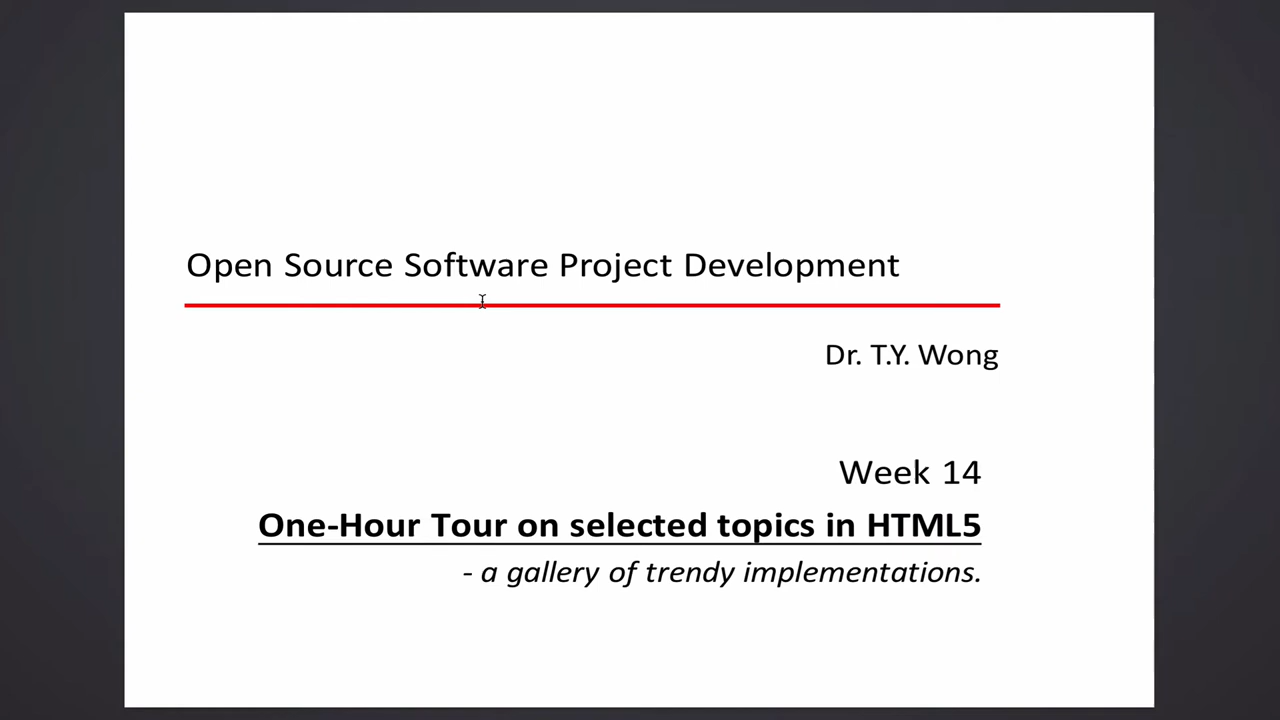 Open Source Software Project Development
Dr. T.Y. Wong
Week 14
One-Hour Tour on selected topics in HTML5
- a gallery of trendy implementations.